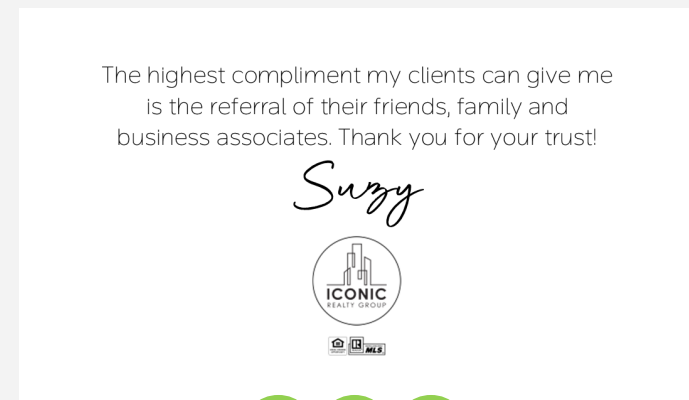 The highest compliment my clients can give me
is the referral of their friends, family and
business associates. Thank you for your trust!
Suzy
ICONIC
REALTY GROUP
MLS